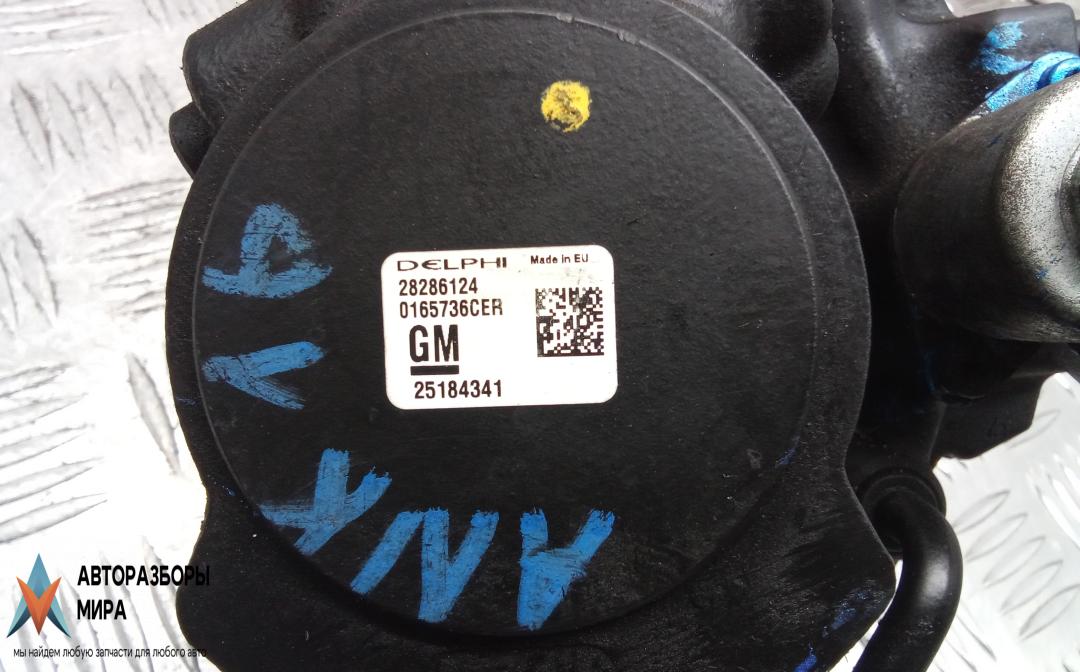 DELPHI Made in EU
28286124
0165736CER
GM
25184341
АВТОРАЗБОРЫ
МИРА
мы найдем любую запчасти для любого авто